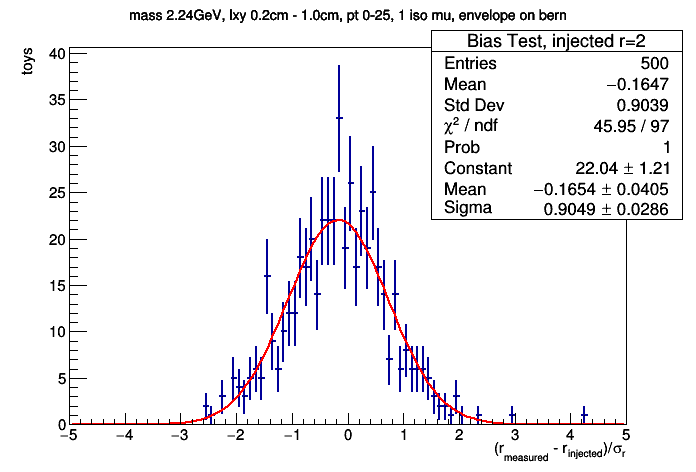 mass 2.24GeV, lxy 0.2cm - 1.0cm, pt 0-25, 1 iso mu, envelope on bern
Bias Test, injected r=2
Entries 500
Mean −0.1647
Std Dev 0.9039
χ² / ndf 45.95 / 97
Prob 1
Constant 22.04 ± 1.21
Mean −0.1654 ± 0.0405
Sigma 0.9049 ± 0.0286
toys
40
35
30
25
20
15
10
5
0
−5 −4 −3 −2 −1 0 1 2 3 4 5
(r_measured - r_injected)/σ_r